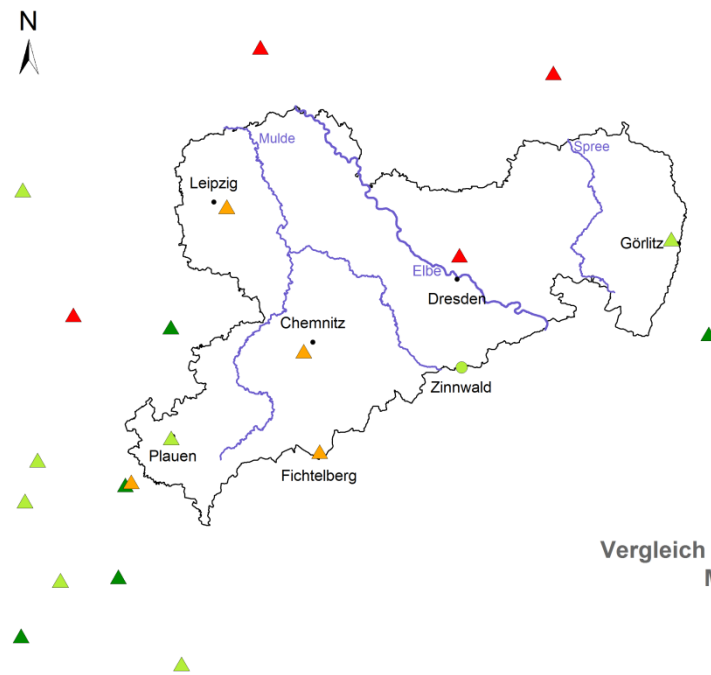 N
Mulde
Spree
Leipzig
Görlitz
Elbe
Dresden
Chemnitz
Zinnwald
Plauen
Fichtelberg
Vergleich
M